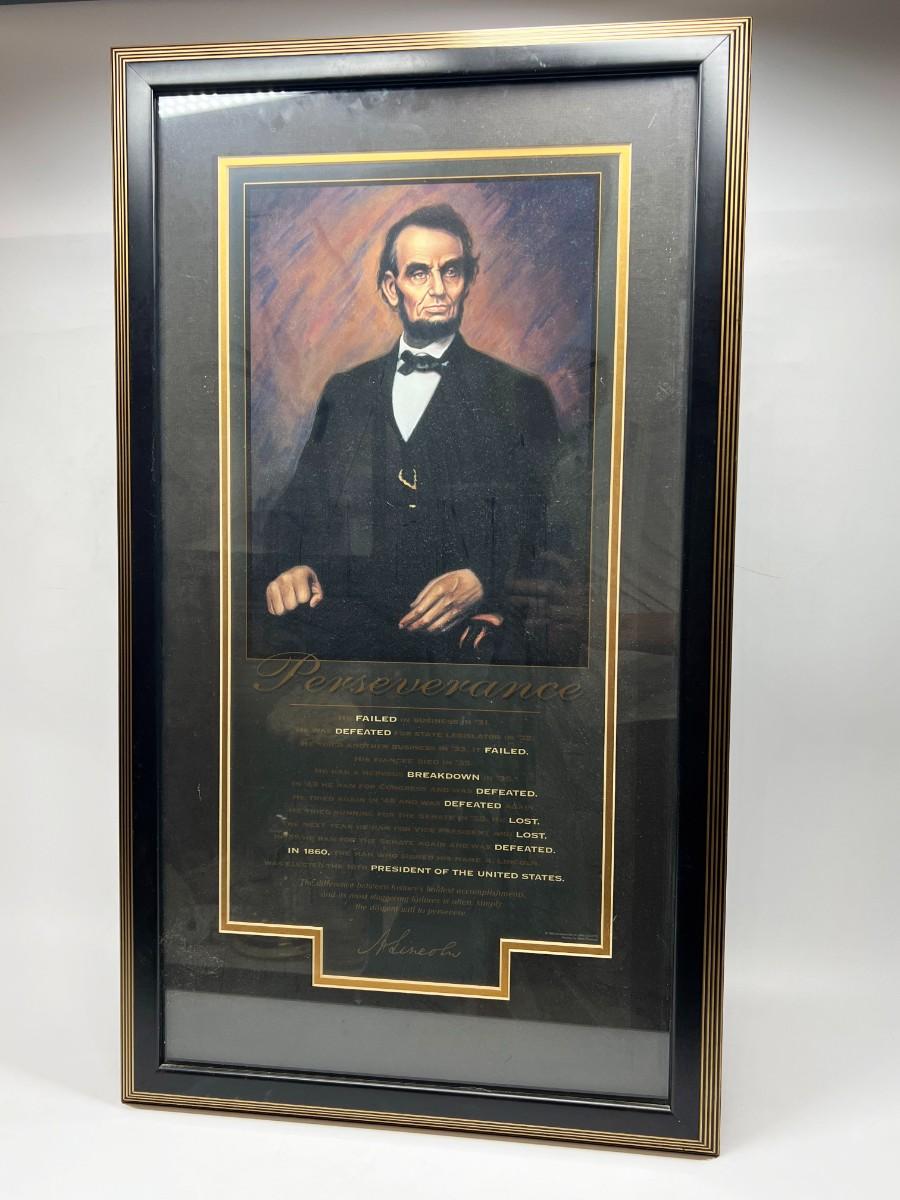 Perseverance
HE FAILED IN BUSINESS IN '31.
HE WAS DEFEATED FOR STATE LEGISLATOR IN '32.
HE TRIED ANOTHER BUSINESS IN '33. IT FAILED.
HIS FIANCEE DIED IN '35.
HE HAD A NERVOUS BREAKDOWN IN '36.
IN '43 HE RAN FOR CONGRESS AND WAS DEFEATED.
HE TRIED AGAIN IN '48 AND WAS DEFEATED AGAIN.
HE TRIED RUNNING FOR THE SENATE IN '55. HE LOST.
THE NEXT YEAR HE RAN FOR VICE PRESIDENT AND LOST.
HE RAN FOR THE SENATE AGAIN AND WAS DEFEATED.
IN 1860, THE MAN WHO SIGNED HIS NAME A. LINCOLN,
WAS ELECTED THE 16TH PRESIDENT OF THE UNITED STATES.
The difference between history's boldest accomplishments,
and its most staggering failures is often, simply
the diligent will to persevere.
A. Lincoln